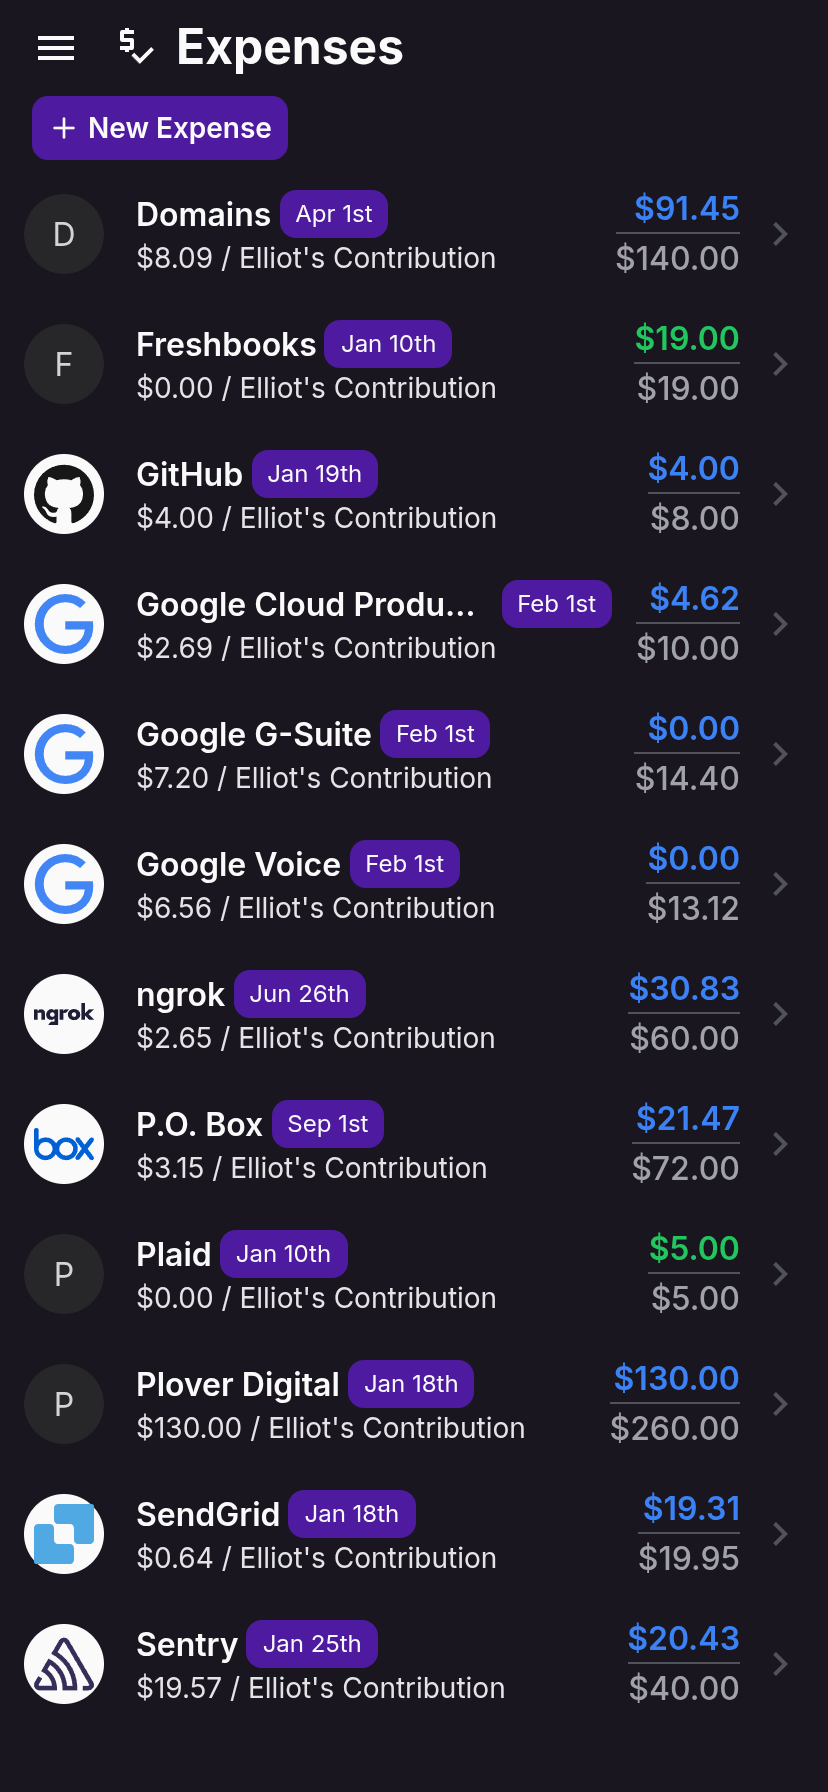 Expenses
New Expense
D
Domains Apr 1st
$91.45
$8.09 / Elliot's Contribution
$140.00
F
Freshbooks Jan 10th
$19.00
$0.00 / Elliot's Contribution
$19.00
GitHub Jan 19th
$4.00
$4.00 / Elliot's Contribution
$8.00
Google Cloud Produ... Feb 1st
$4.62
$2.69 / Elliot's Contribution
$10.00
Google G-Suite Feb 1st
$0.00
$7.20 / Elliot's Contribution
$14.40
Google Voice Feb 1st
$0.00
$6.56 / Elliot's Contribution
$13.12
ngrok
ngrok Jun 26th
$30.83
$2.65 / Elliot's Contribution
$60.00
box
P.O. Box Sep 1st
$21.47
$3.15 / Elliot's Contribution
$72.00
P
Plaid Jan 10th
$5.00
$0.00 / Elliot's Contribution
$5.00
P
Plover Digital Jan 18th
$130.00
$130.00 / Elliot's Contribution
$260.00
SendGrid Jan 18th
$19.31
$0.64 / Elliot's Contribution
$19.95
Sentry Jan 25th
$20.43
$19.57 / Elliot's Contribution
$40.00